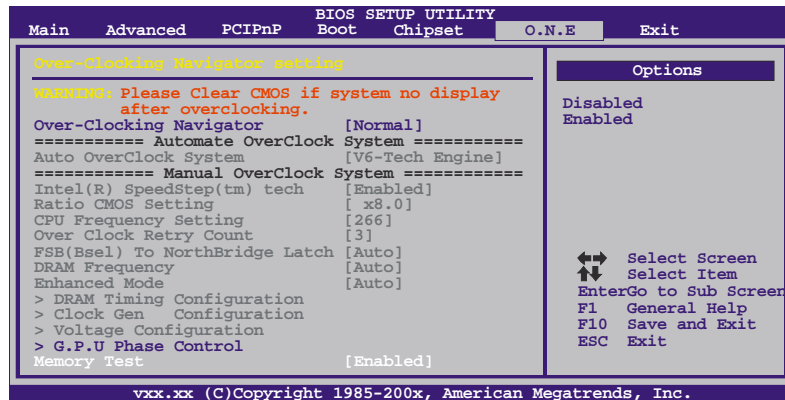 BIOS SETUP UTILITY
Main Advanced PCIPnP Boot Chipset O.N.E Exit
Over-Clocking Navigator setting
WARNING: Please Clear CMOS if system no display
after overclocking.
Over-Clocking Navigator [Normal]
=========== Automate OverClock System ===========
Auto OverClock System [V6-Tech Engine]
============ Manual OverClock System ============
Intel(R) SpeedStep(tm) tech [Enabled]
Ratio CMOS Setting [ x8.0]
CPU Frequency Setting [266]
Over Clock Retry Count [3]
FSB(Bsel) To NorthBridge Latch [Auto]
DRAM Frequency [Auto]
Enhanced Mode [Auto]
> DRAM Timing Configuration
> Clock Gen Configuration
> Voltage Configuration
> G.P.U Phase Control
Memory Test [Enabled]
Options
Disabled
Enabled
Select Screen
Select Item
EnterGo to Sub Screen
F1 General Help
F10 Save and Exit
ESC Exit
vxx.xx (C)Copyright 1985-200x, American Megatrends, Inc.